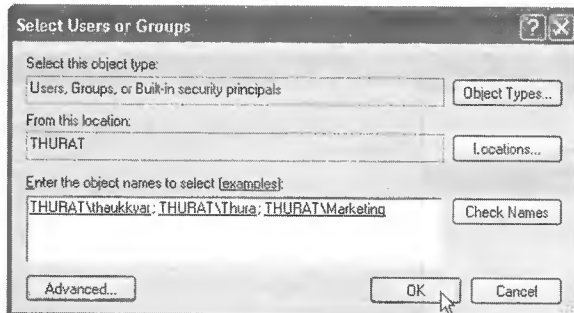 Select Users or Groups
Select this object type:
Users, Groups, or Built-in security principals
Object Types...
From this location:
THURAT
Locations...
Enter the object names to select (examples):
THURAT\thaukkyar; THURAT\Thura; THURAT\Marketing
Check Names
Advanced...
OK
Cancel